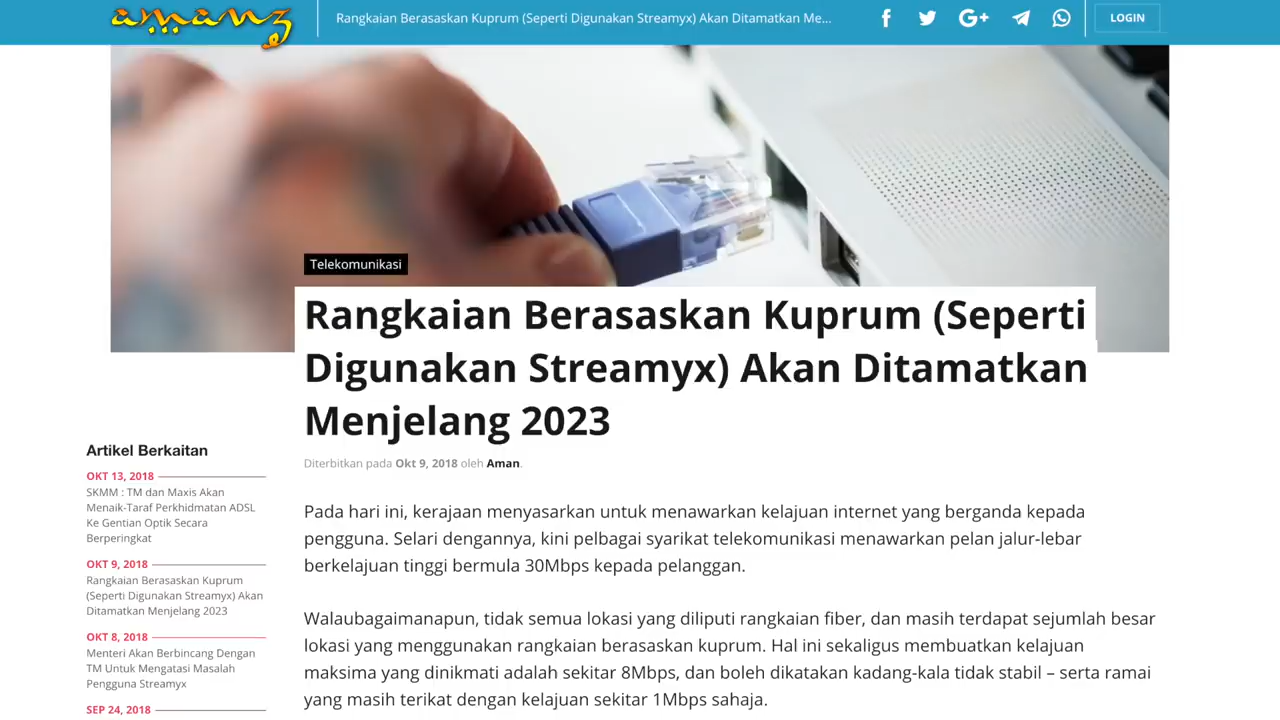 amanz
Rangkaian Berasaskan Kuprum (Seperti Digunakan Streamyx) Akan Ditamatkan Me...
LOGIN
Telekomunikasi
Rangkaian Berasaskan Kuprum (Seperti
Digunakan Streamyx) Akan Ditamatkan
Menjelang 2023
Diterbitkan pada Okt 9, 2018 oleh Aman.
Artikel Berkaitan
OKT 13, 2018
SKMM : TM dan Maxis Akan
Menaik-Taraf Perkhidmatan ADSL
Ke Gentian Optik Secara
Berperingkat
OKT 9, 2018
Rangkaian Berasaskan Kuprum
(Seperti Digunakan Streamyx) Akan
Ditamatkan Menjelang 2023
OKT 8, 2018
Menteri Akan Berbincang Dengan
TM Untuk Mengatasi Masalah
Pengguna Streamyx
SEP 24, 2018
Pada hari ini, kerajaan menyasarkan untuk menawarkan kelajuan internet yang berganda kepada
pengguna. Selari dengannya, kini pelbagai syarikat telekomunikasi menawarkan pelan jalur-lebar
berkelajuan tinggi bermula 30Mbps kepada pelanggan.
Walaubagaimanapun, tidak semua lokasi yang diliputi rangkaian fiber, dan masih terdapat sejumlah besar
lokasi yang menggunakan rangkaian berasaskan kuprum. Hal ini sekaligus membuatkan kelajuan
maksima yang dinikmati adalah sekitar 8Mbps, dan boleh dikatakan kadang-kala tidak stabil – serta ramai
yang masih terikat dengan kelajuan sekitar 1Mbps sahaja.